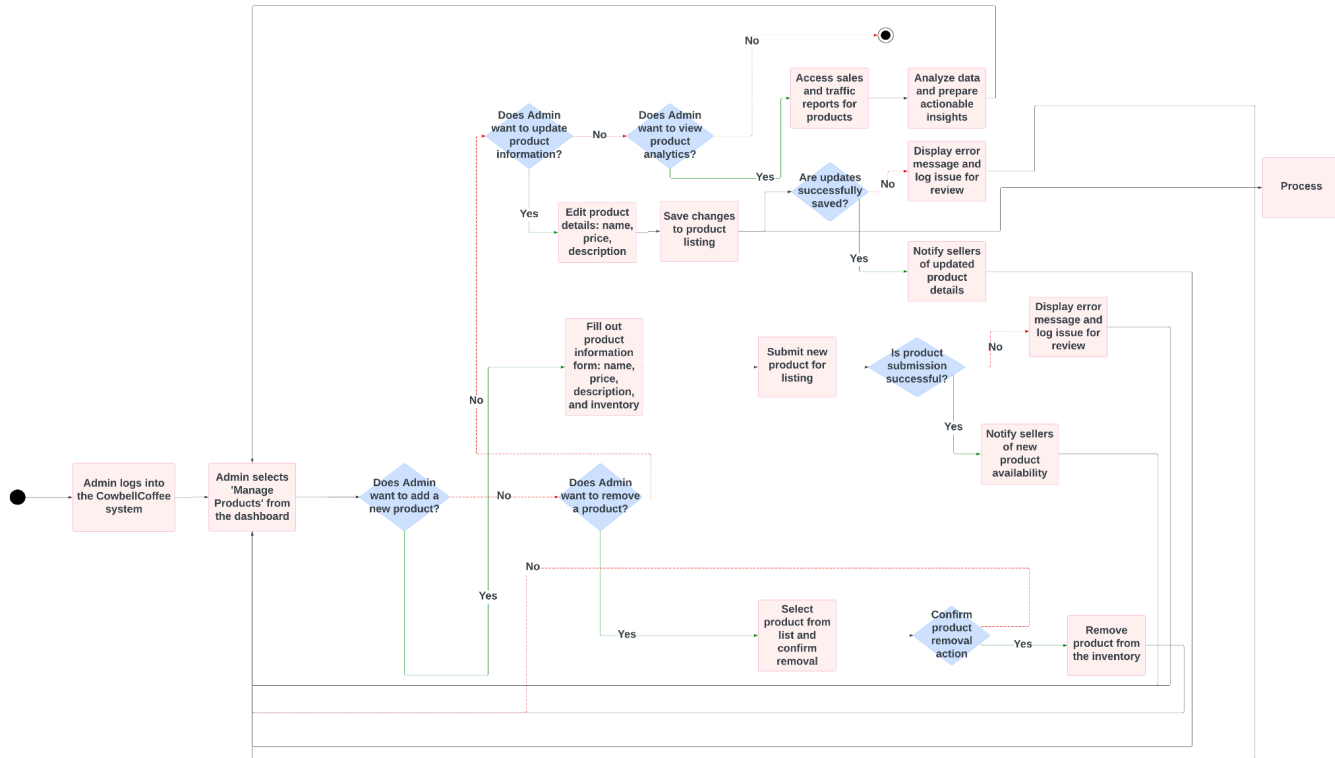 No
Access sales
and traffic
reports for
products
Analyze data
and prepare
actionable
insights
Does Admin
want to update
product
information?
No
Does Admin
want to view
product
analytics?
Yes
Display error
message and
log issue for
review
Are updates
successfully
saved?
No
Process
Yes
Edit product
details: name,
price,
description
Save changes
to product
listing
Yes
Notify sellers
of updated
product
details
Display error
message and
log issue for
review
Fill out
product
information
form: name,
price,
description,
and inventory
Submit new
product for
listing
Is product
submission
successful?
No
No
Yes
Notify sellers
of new
product
availability
Admin logs into
the CowbellCoffee
system
Admin selects
'Manage
Products' from
the dashboard
Does Admin
want to add a
new product?
No
Does Admin
want to remove
a product?
No
Yes
Yes
Select
product from
list and
confirm
removal
Confirm
product
removal
action
Yes
Remove
product from
the inventory